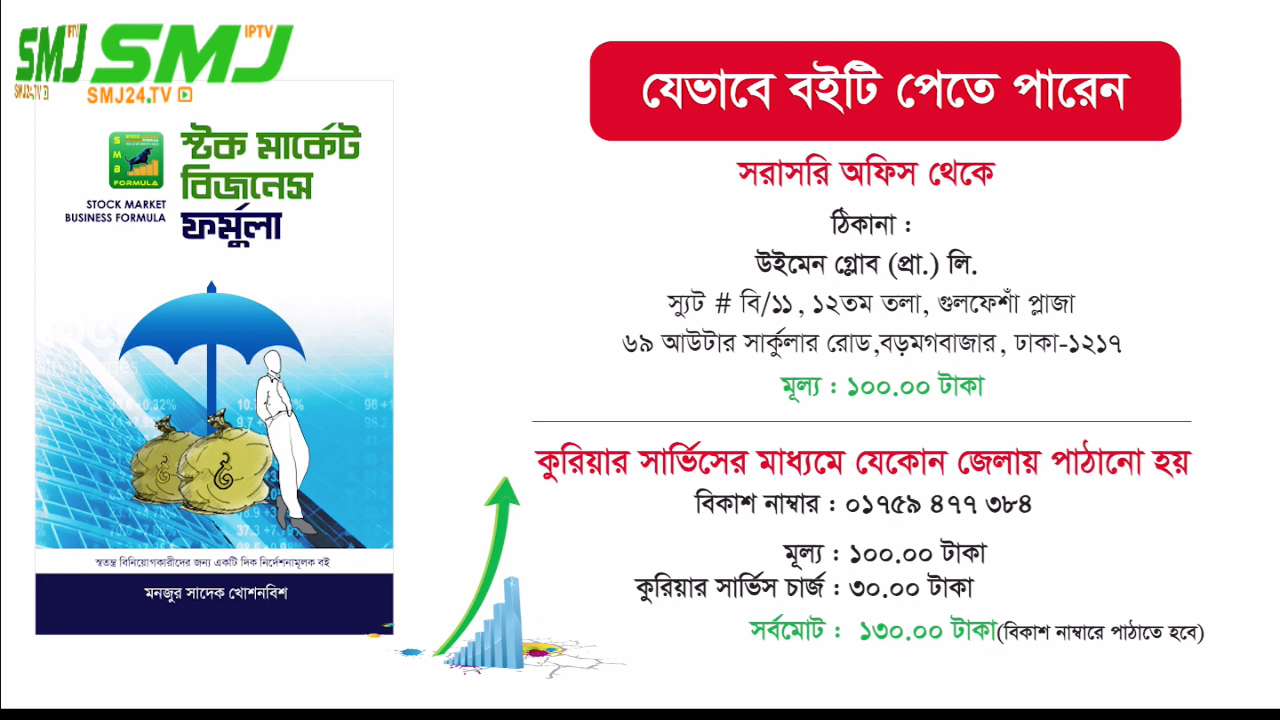 SMJ
SMJ IPTV
SMJ24.TV
স্টক মার্কেট
বিজনেস
ফর্মুলা
S
M
B
FORMULA
STOCK MARKET
BUSINESS FORMULA
স্বতন্ত্র বিনিয়োগকারীদের জন্য একটি দিক নির্দেশনামূলক বই
মনজুর সাদেক খোশনবিশ
যেভাবে বইটি পেতে পারেন
সরাসরি অফিস থেকে
ঠিকানা :
উইমেন গ্লোব (প্রা.) লি.
স্যুট # বি/১১, ১২তম তলা, গুলফেশাঁ প্লাজা
৬৯ আউটার সার্কুলার রোড,বড়মগবাজার, ঢাকা-১২১৭
মূল্য : ১০০.০০ টাকা
কুরিয়ার সার্ভিসের মাধ্যমে যেকোন জেলায় পাঠানো হয়
বিকাশ নাম্বার : ০১৭৫৯ ৪৭৭ ৩৮৪
মূল্য : ১০০.০০ টাকা
কুরিয়ার সার্ভিস চার্জ : ৩০.০০ টাকা
সর্বমোট : ১৩০.০০ টাকা(বিকাশ নাম্বারে পাঠাতে হবে)